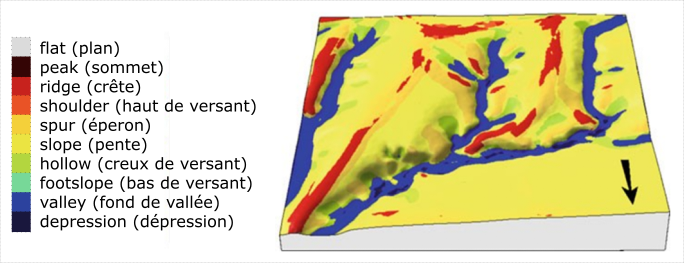 flat (plan)
peak (sommet)
ridge (crête)
shoulder (haut de versant)
spur (éperon)
slope (pente)
hollow (creux de versant)
footslope (bas de versant)
valley (fond de vallée)
depression (dépression)